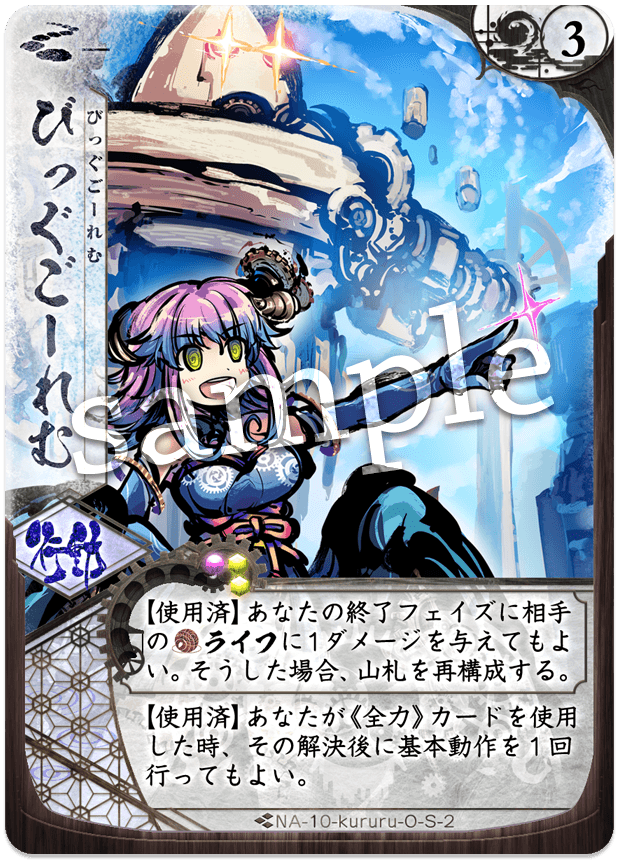 3
びっぐごーれむ
びっぐごーれむ
sample
行動
【使用済】あなたの終了フェイズに相手
のライフに1ダメージを与えてもよ
い。そうした場合、山札を再構成する。
【使用済】あなたが《全力》カードを使用
した時、その解決後に基本動作を1回
行ってもよい。
NA-10-kururu-O-S-2